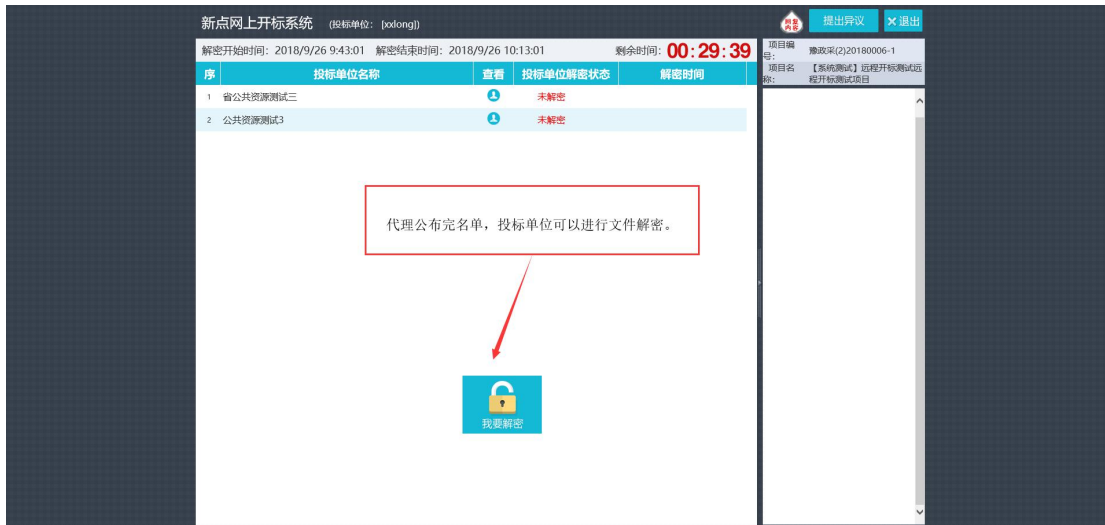 新点网上开标系统 (投标单位： [xxlong])
回复内容
提出异议
×退出
解密开始时间：2018/9/26 9:43:01 解密结束时间：2018/9/26 10:13:01 剩余时间：00:29:39
项目编号： 豫政采(2)20180006-1
项目名称： 【系统测试】远程开标测试远程开标测试项目
序 投标单位名称 查看 投标单位解密状态 解密时间
1 省公共资源测试三 未解密
2 公共资源测试3 未解密
代理公布完名单，投标单位可以进行文件解密。
我要解密